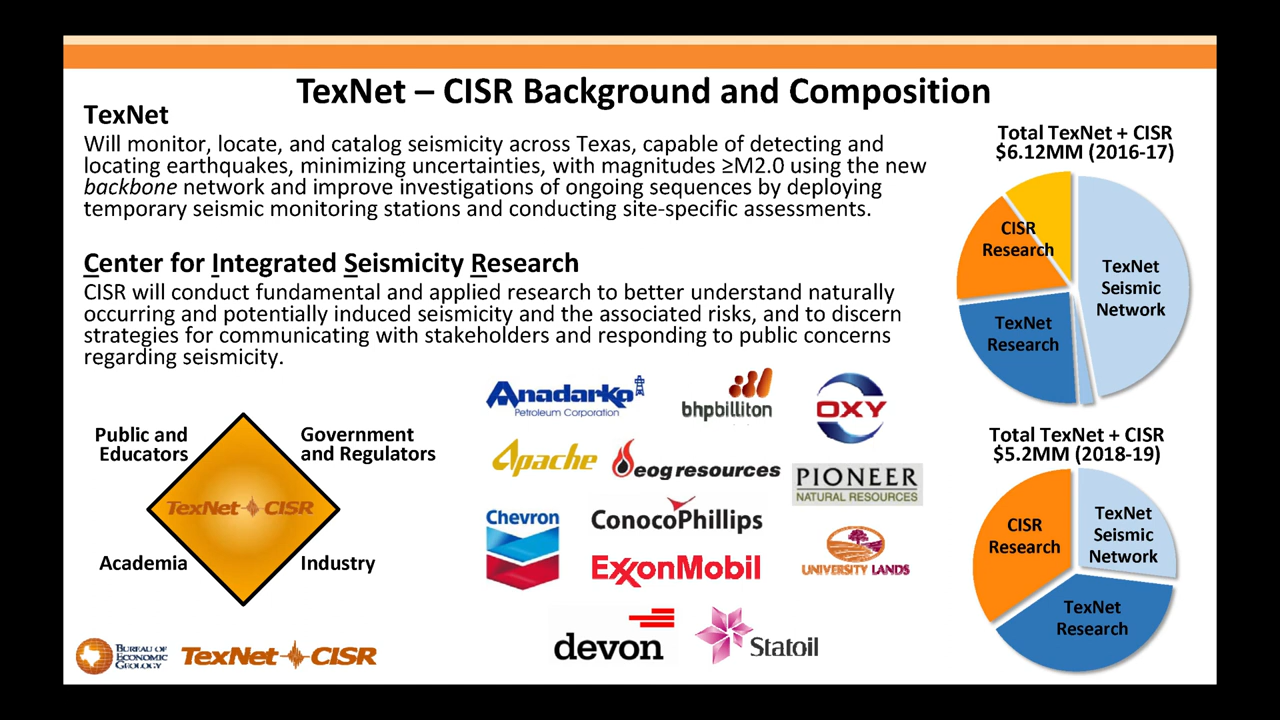 TexNet – CISR Background and Composition
TexNet
Will monitor, locate, and catalog seismicity across Texas, capable of detecting and
locating earthquakes, minimizing uncertainties, with magnitudes ≥M2.0 using the new
backbone network and improve investigations of ongoing sequences by deploying
temporary seismic monitoring stations and conducting site-specific assessments.
Center for Integrated Seismicity Research
CISR will conduct fundamental and applied research to better understand naturally
occurring and potentially induced seismicity and the associated risks, and to discern
strategies for communicating with stakeholders and responding to public concerns
regarding seismicity.
Public and
Educators
Government
and Regulators
TexNet CISR
Academia
Industry
Anadarko
Petroleum Corporation
bhpbilliton
OXY
Apache
eog resources
PIONEER
NATURAL RESOURCES
Chevron
ConocoPhillips
ExxonMobil
UNIVERSITY LANDS
devon
Statoil
Total TexNet + CISR
$6.12MM (2016-17)
CISR
Research
TexNet
Seismic
Network
TexNet
Research
Total TexNet + CISR
$5.2MM (2018-19)
CISR
Research
TexNet
Seismic
Network
TexNet
Research
BUREAU OF
ECONOMIC
GEOLOGY
TexNet CISR